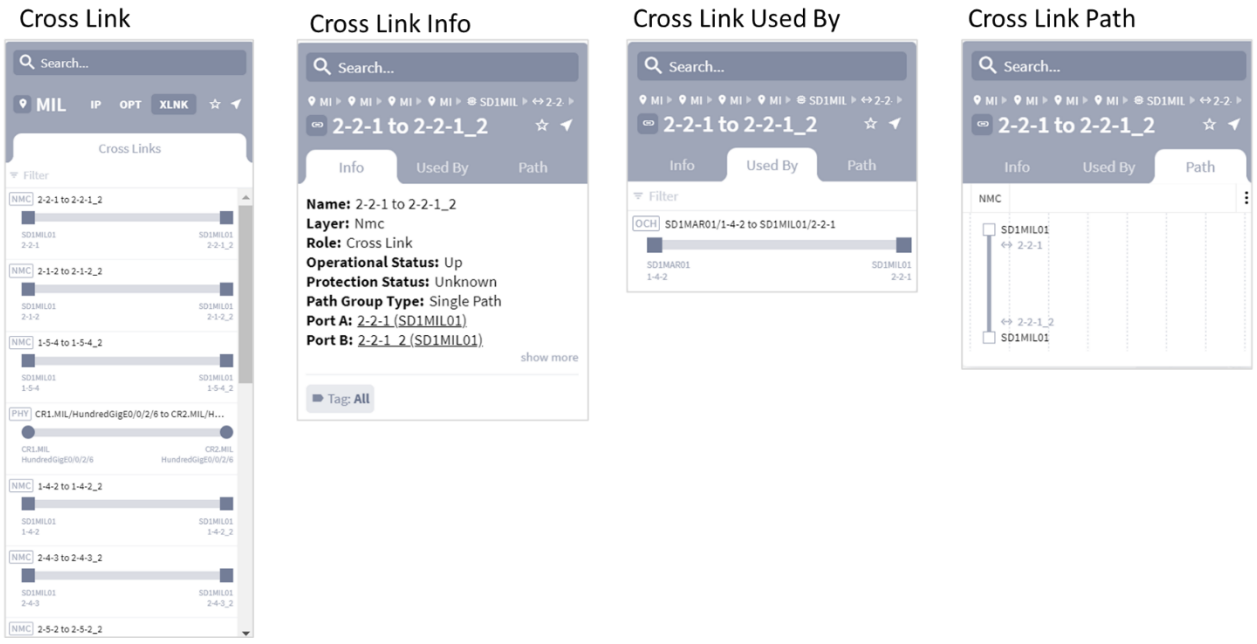 Cross Link
Search...
MIL IP OPT XLNK
Cross Links
Filter
NMC 2-2-1 to 2-2-1_2
SD1MIL01 SD1MIL01
2-2-1 2-2-1_2
NMC 2-1-2 to 2-1-2_2
SD1MIL01 SD1MIL01
2-1-2 2-1-2_2
NMC 1-5-4 to 1-5-4_2
SD1MIL01 SD1MIL01
1-5-4 1-5-4_2
PHY CR1.MIL/HundredGigE0/0/2/6 to CR2.MIL/H...
CR1.MIL CR2.MIL
HundredGigE0/0/2/6 HundredGigE0/0/2/6
NMC 1-4-2 to 1-4-2_2
SD1MIL01 SD1MIL01
1-4-2 1-4-2_2
NMC 2-4-3 to 2-4-3_2
SD1MIL01 SD1MIL01
2-4-3 2-4-3_2
NMC 2-5-2 to 2-5-2_2
Cross Link Info
Search...
MI MI MI MI SD1MIL 2-2-
2-2-1 to 2-2-1_2
Info Used By Path
Name: 2-2-1 to 2-2-1_2
Layer: Nmc
Role: Cross Link
Operational Status: Up
Protection Status: Unknown
Path Group Type: Single Path
Port A: 2-2-1 (SD1MIL01)
Port B: 2-2-1_2 (SD1MIL01)
show more
Tag: All
Cross Link Used By
Search...
MI MI MI MI SD1MIL 2-2-
2-2-1 to 2-2-1_2
Info Used By Path
Filter
OCH SD1MAR01/1-4-2 to SD1MIL01/2-2-1
SD1MAR01 SD1MIL01
1-4-2 2-2-1
Cross Link Path
Search...
MI MI MI MI SD1MIL 2-2-
2-2-1 to 2-2-1_2
Info Used By Path
NMC
SD1MIL01
2-2-1
2-2-1_2
SD1MIL01